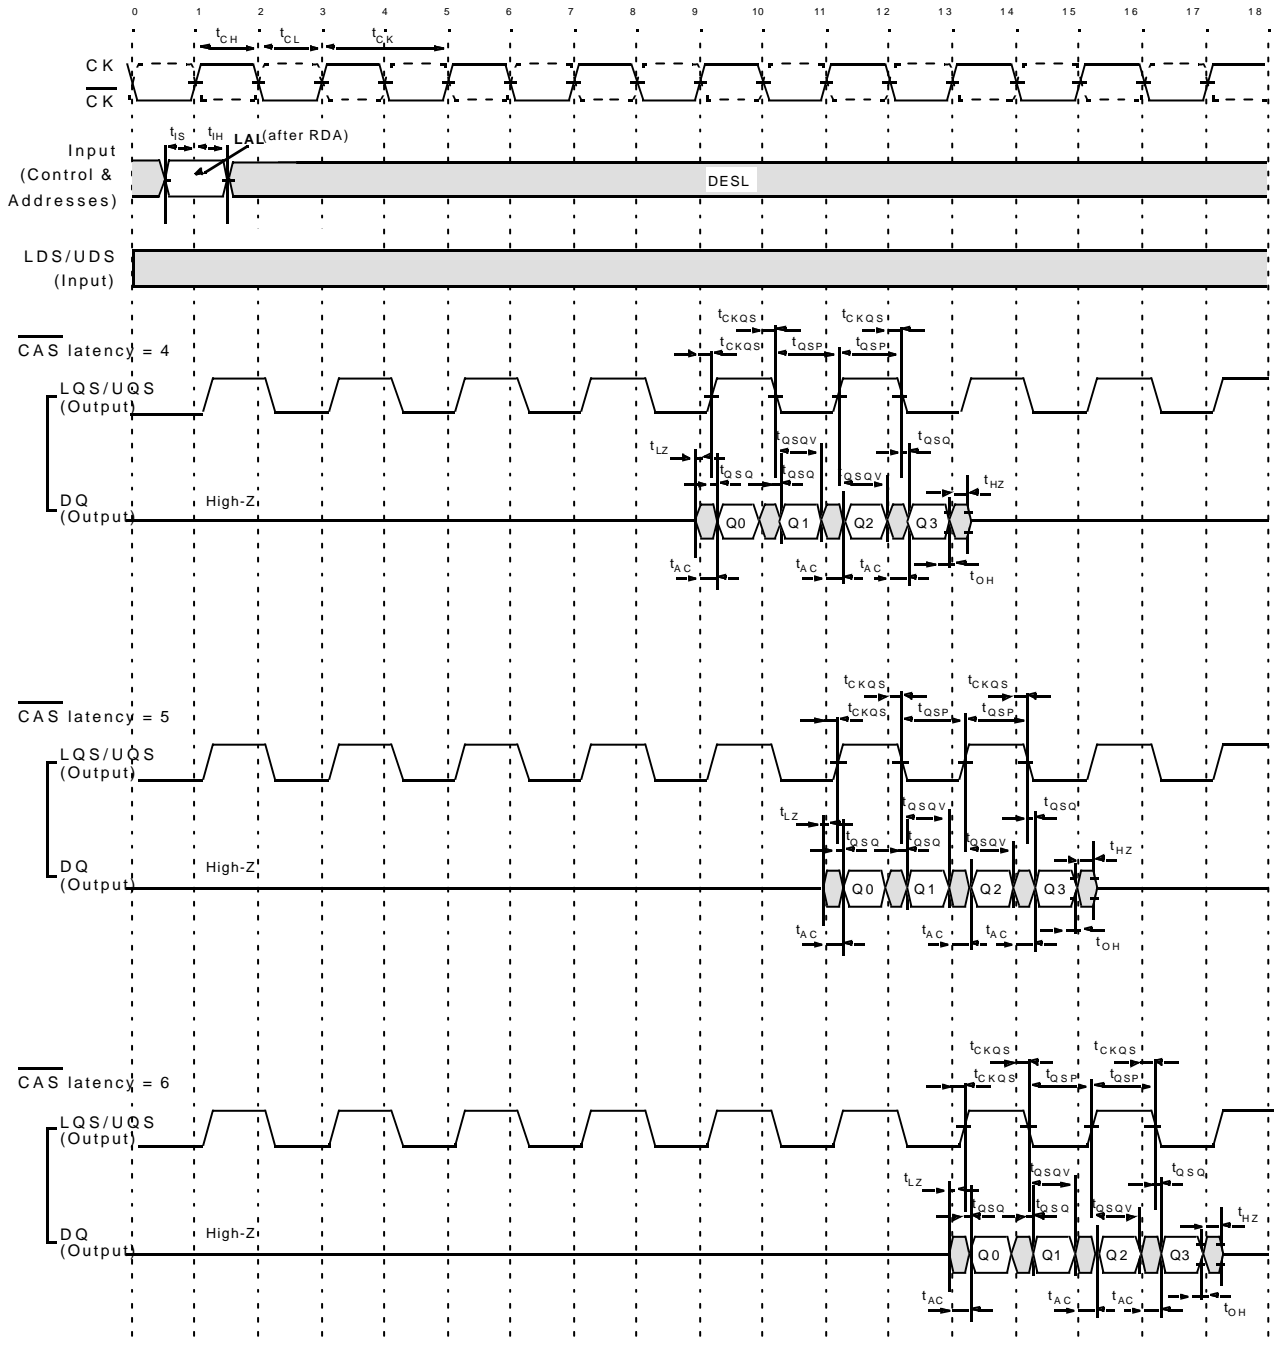 0 1 2 3 4 5 6 7 8 9 10 11 12 13 14 15 16 17 18
tCH tCL tCK
CK
CK
tIS tIH LAL (after RDA)
Input
(Control &
Addresses)
DESL
LDS/UDS
(Input)
tCKQS tCKQS
CAS latency = 4
tCKQS tQSP tQSP
LQS/UQS
(Output)
tLZ tQSQV tQSQ
tQSQ tQSQ tQSQV tHZ
DQ
(Output)
High-Z
Q0 Q1 Q2 Q3
tAC tAC tAC tOH
tCKQS tCKQS
CAS latency = 5
tCKQS tQSP tQSP
LQS/UQS
(Output)
tLZ tQSQV tQSQ
tQSQ tQSQ tQSQV tHZ
DQ
(Output)
High-Z
Q0 Q1 Q2 Q3
tAC tAC tAC tOH
tCKQS tCKQS
CAS latency = 6
tCKQS tQSP tQSP
LQS/UQS
(Output)
tLZ tQSQV tQSQ
tQSQ tQSQ tQSQV tHZ
DQ
(Output)
High-Z
Q0 Q1 Q2 Q3
tAC tAC tAC tOH